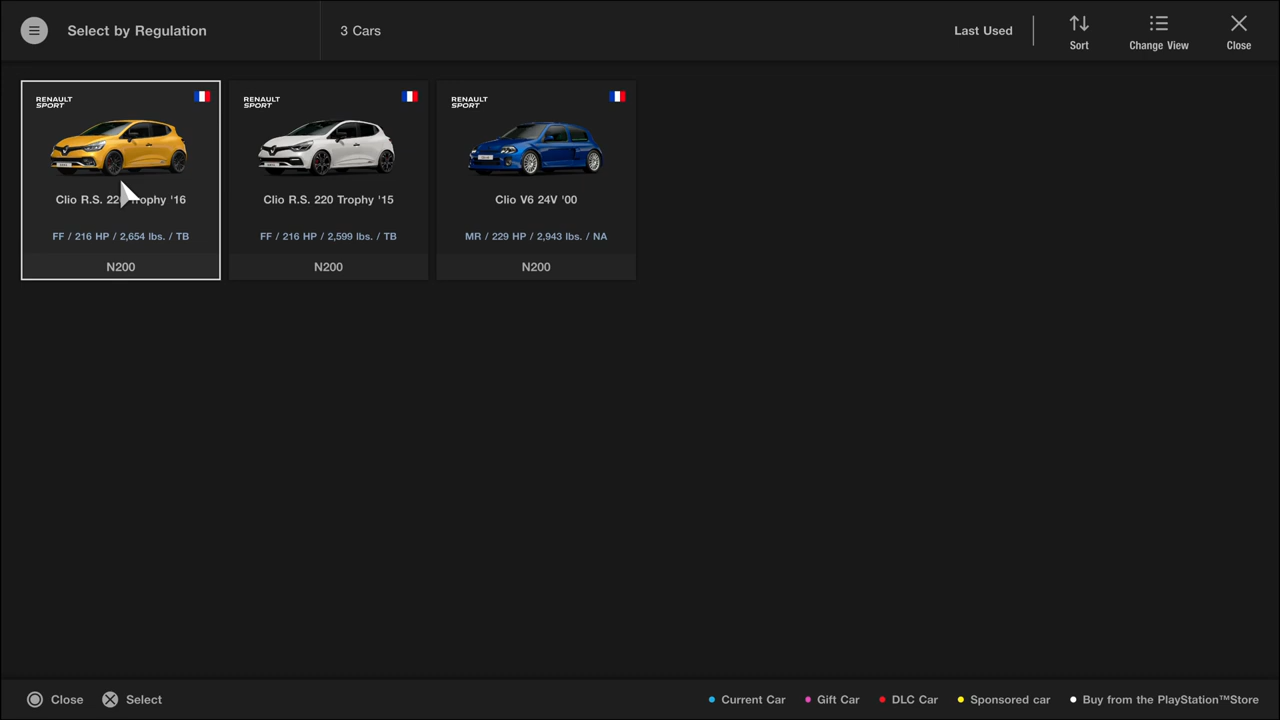 Select by Regulation
3 Cars
Last Used
Sort
Change View
Close
RENAULT
SPORT
Clio R.S. 220 Trophy '16
FF / 216 HP / 2,654 lbs. / TB
N200
RENAULT
SPORT
Clio R.S. 220 Trophy '15
FF / 216 HP / 2,599 lbs. / TB
N200
RENAULT
SPORT
Clio V6 24V '00
MR / 229 HP / 2,943 lbs. / NA
N200
Close
Select
Current Car
Gift Car
DLC Car
Sponsored car
Buy from the PlayStation™Store